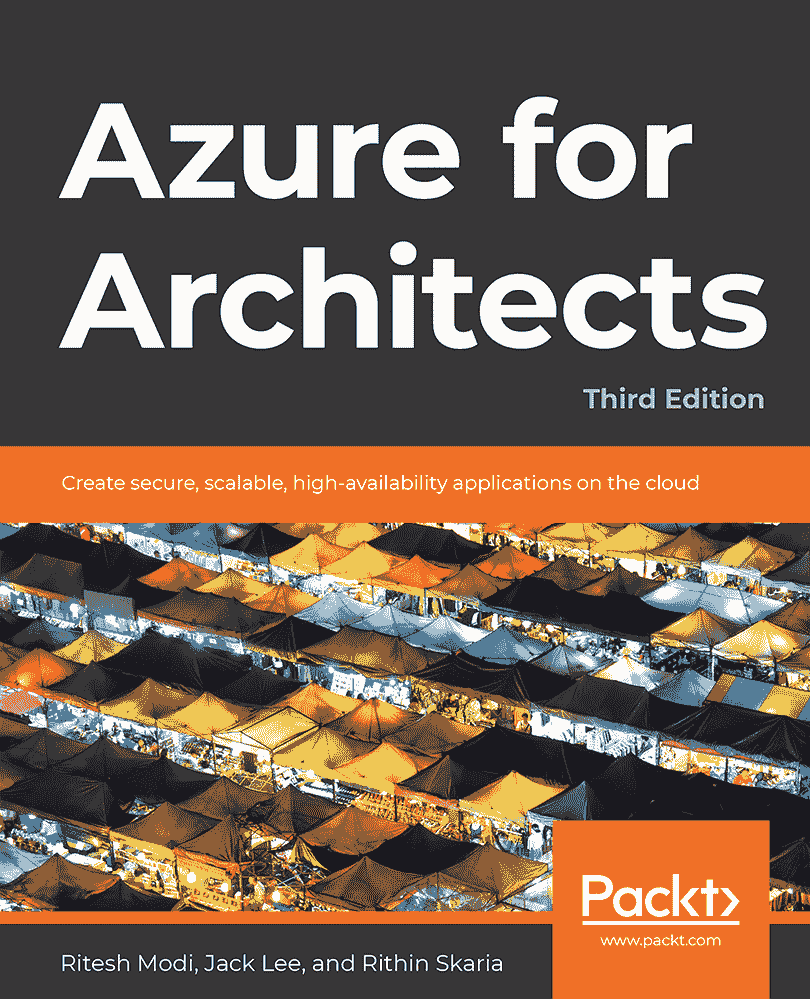 Azure for
Architects
Third Edition
Create secure, scalable, high-availability applications on the cloud
Packt>
www.packt.com
Ritesh Modi, Jack Lee, and Rithin Skaria